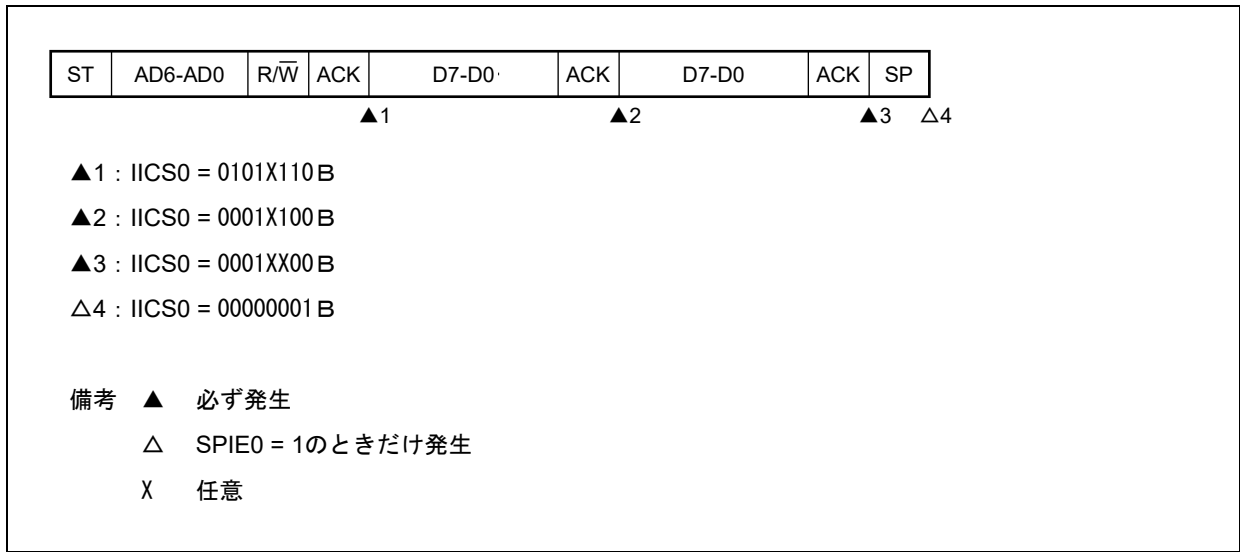 ST AD6-AD0 R/W̅ ACK D7-D0 ACK D7-D0 ACK SP
▲1 ▲2 ▲3 △4
▲1：IICS0 = 0101X110B
▲2：IICS0 = 0001X100B
▲3：IICS0 = 0001XX00B
△4：IICS0 = 00000001B
備考 ▲ 必ず発生
△ SPIE0 = 1のときだけ発生
X 任意